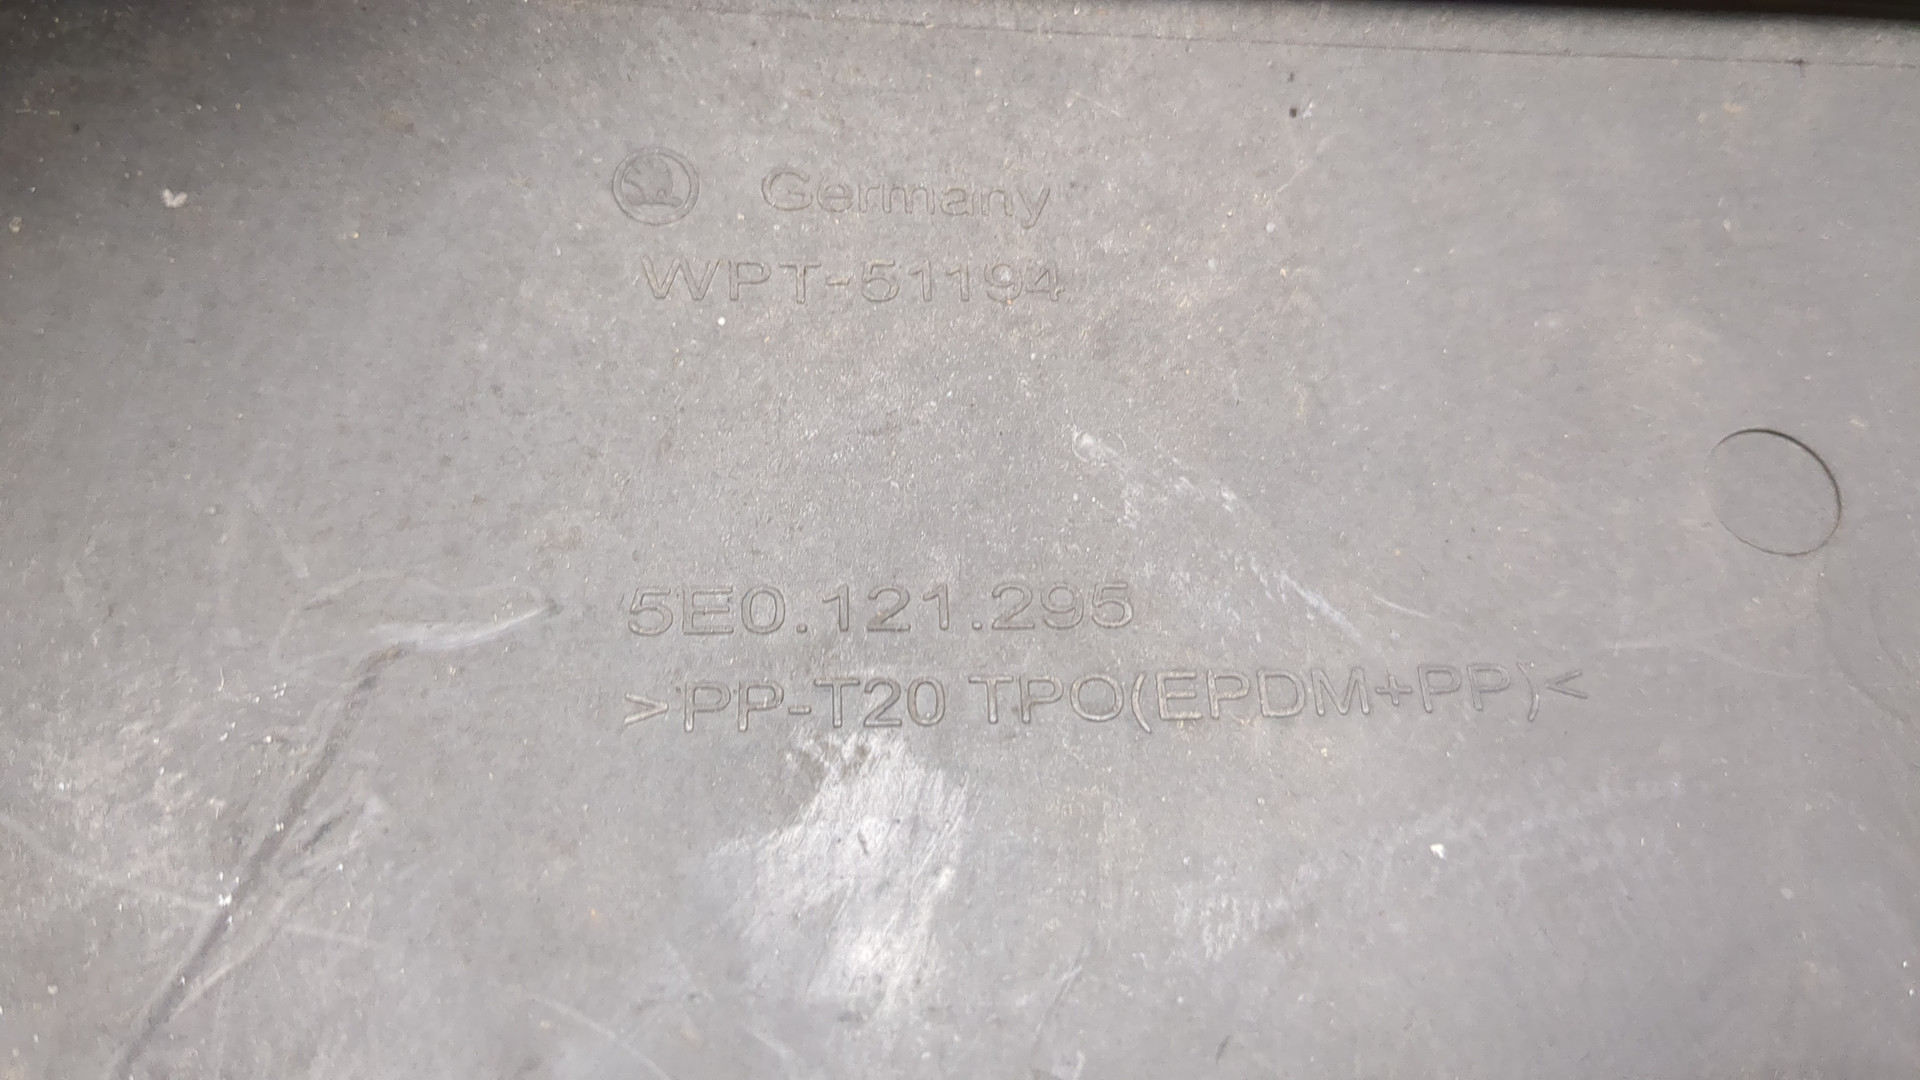 Germany
WPT-51194
5E0.121.295
>PP-T20 TPO(EPDM+PP)<